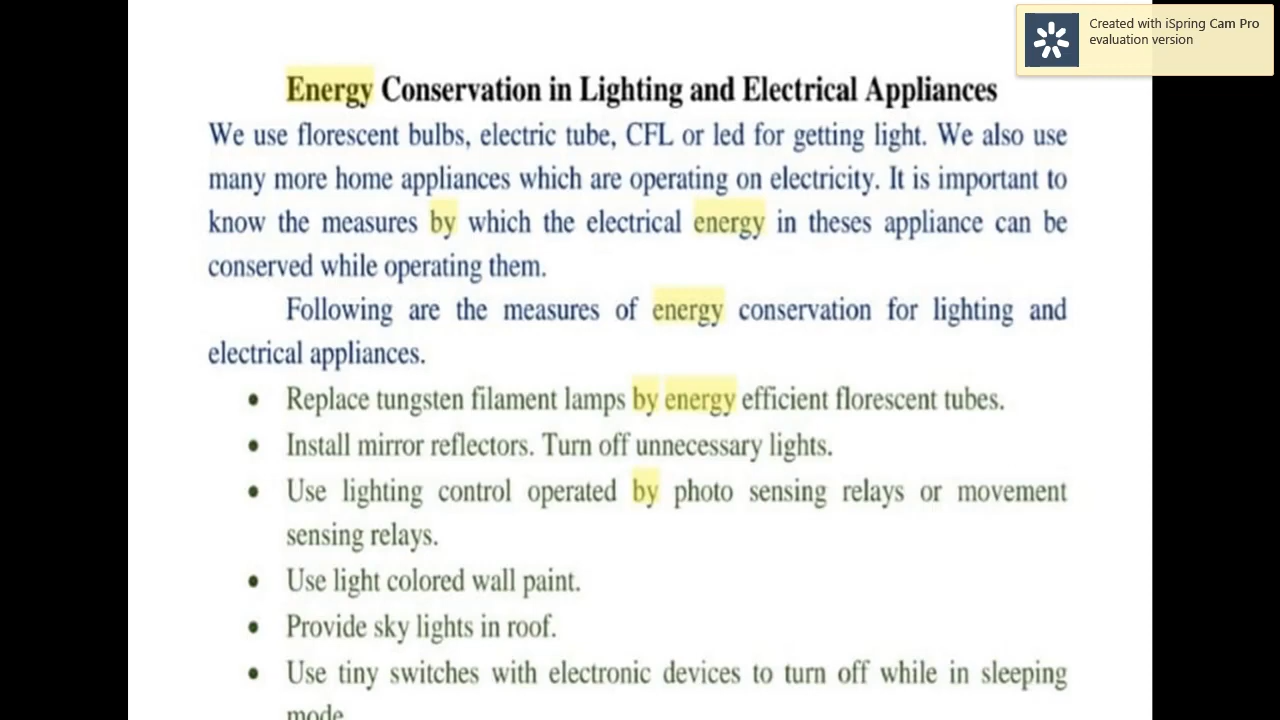 Created with iSpring Cam Pro
evaluation version
Energy Conservation in Lighting and Electrical Appliances
We use florescent bulbs, electric tube, CFL or led for getting light. We also use
many more home appliances which are operating on electricity. It is important to
know the measures by which the electrical energy in theses appliance can be
conserved while operating them.
Following are the measures of energy conservation for lighting and
electrical appliances.
• Replace tungsten filament lamps by energy efficient florescent tubes.
• Install mirror reflectors. Turn off unnecessary lights.
• Use lighting control operated by photo sensing relays or movement
sensing relays.
• Use light colored wall paint.
• Provide sky lights in roof.
• Use tiny switches with electronic devices to turn off while in sleeping
mode